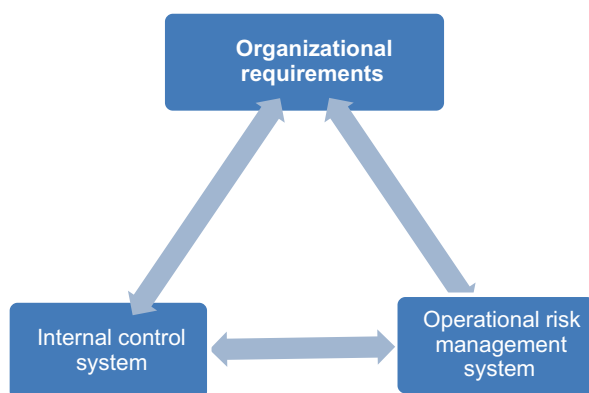 Organizational
requirements
Internal control
system
Operational risk
management
system